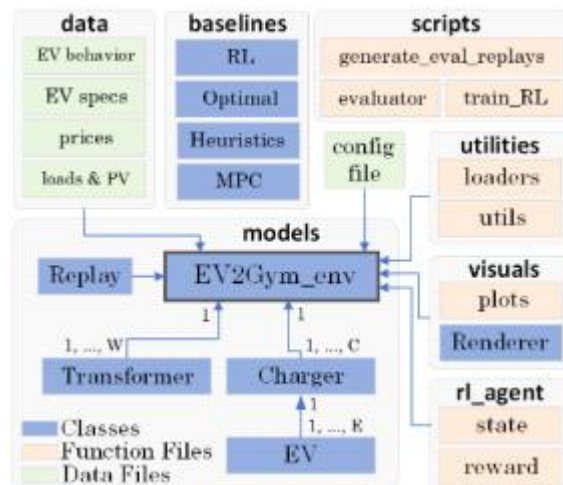 data
EV behavior
EV specs
prices
loads & PV
baselines
RL
Optimal
Heuristics
MPC
scripts
generate_eval_replays
evaluator
train_RL
config
file
utilities
loaders
utils
models
Replay
EV2Gym_env
1
1
1, ..., W
1, ..., C
Transformer
Charger
1
1, ..., E
EV
visuals
plots
Renderer
rl_agent
state
reward
Classes
Function Files
Data Files